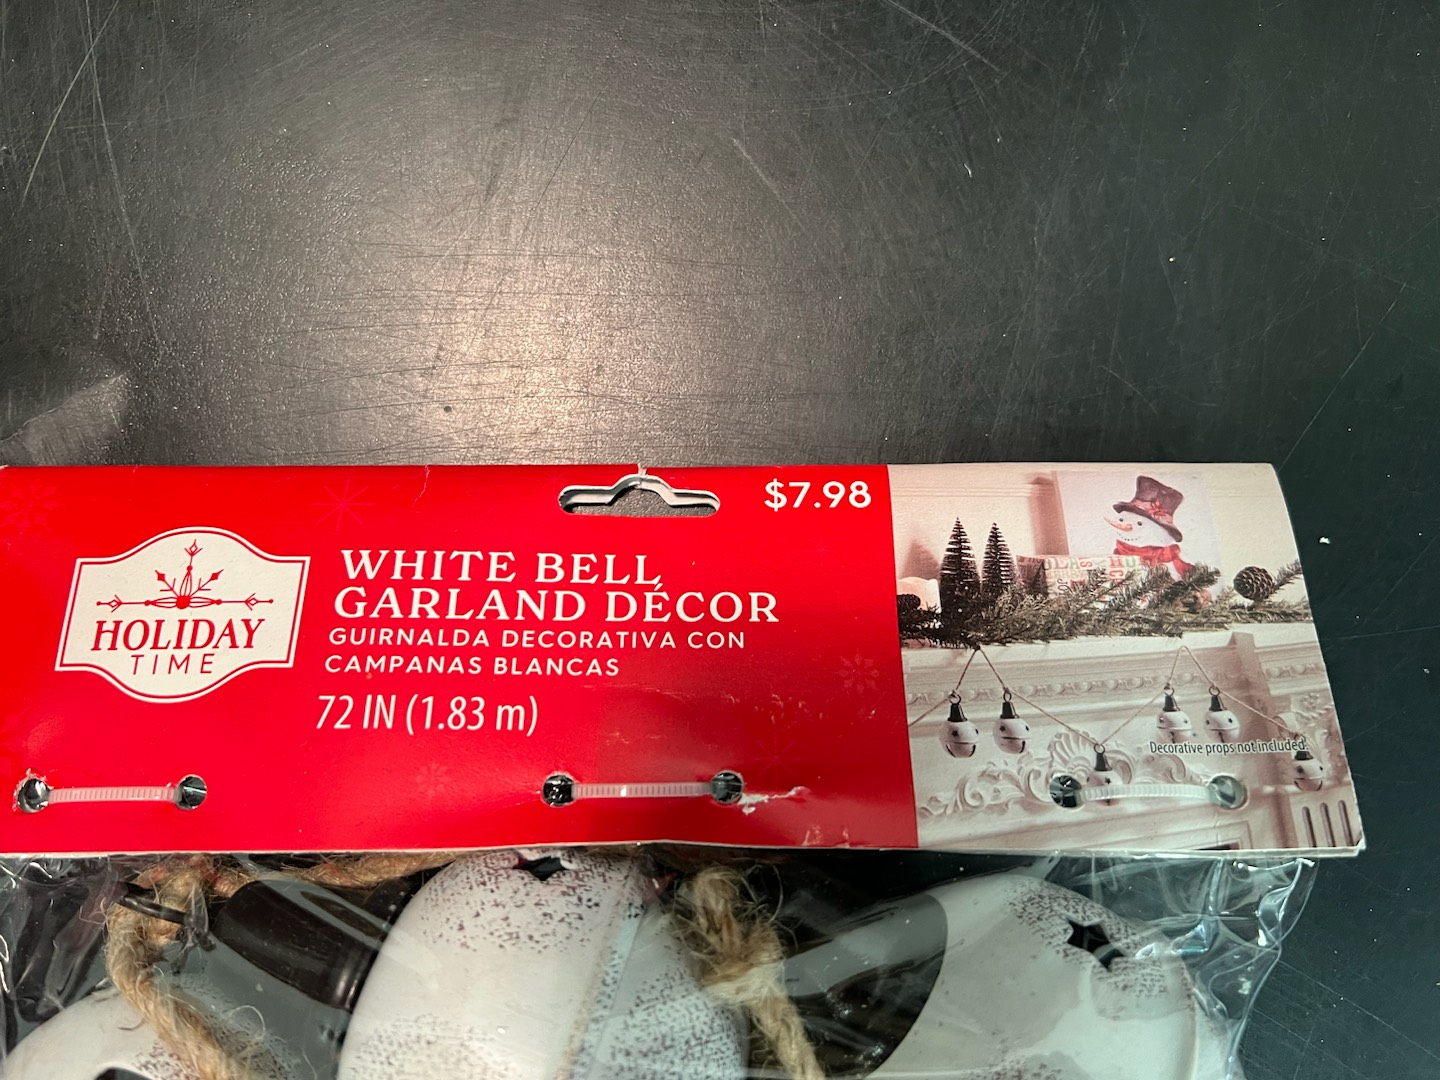 $7.98
HOLIDAY
TIME
WHITE BELL
GARLAND DÉCOR
GUIRNALDA DECORATIVA CON
CAMPANAS BLANCAS
72 IN (1.83 m)
Decorative props not included.